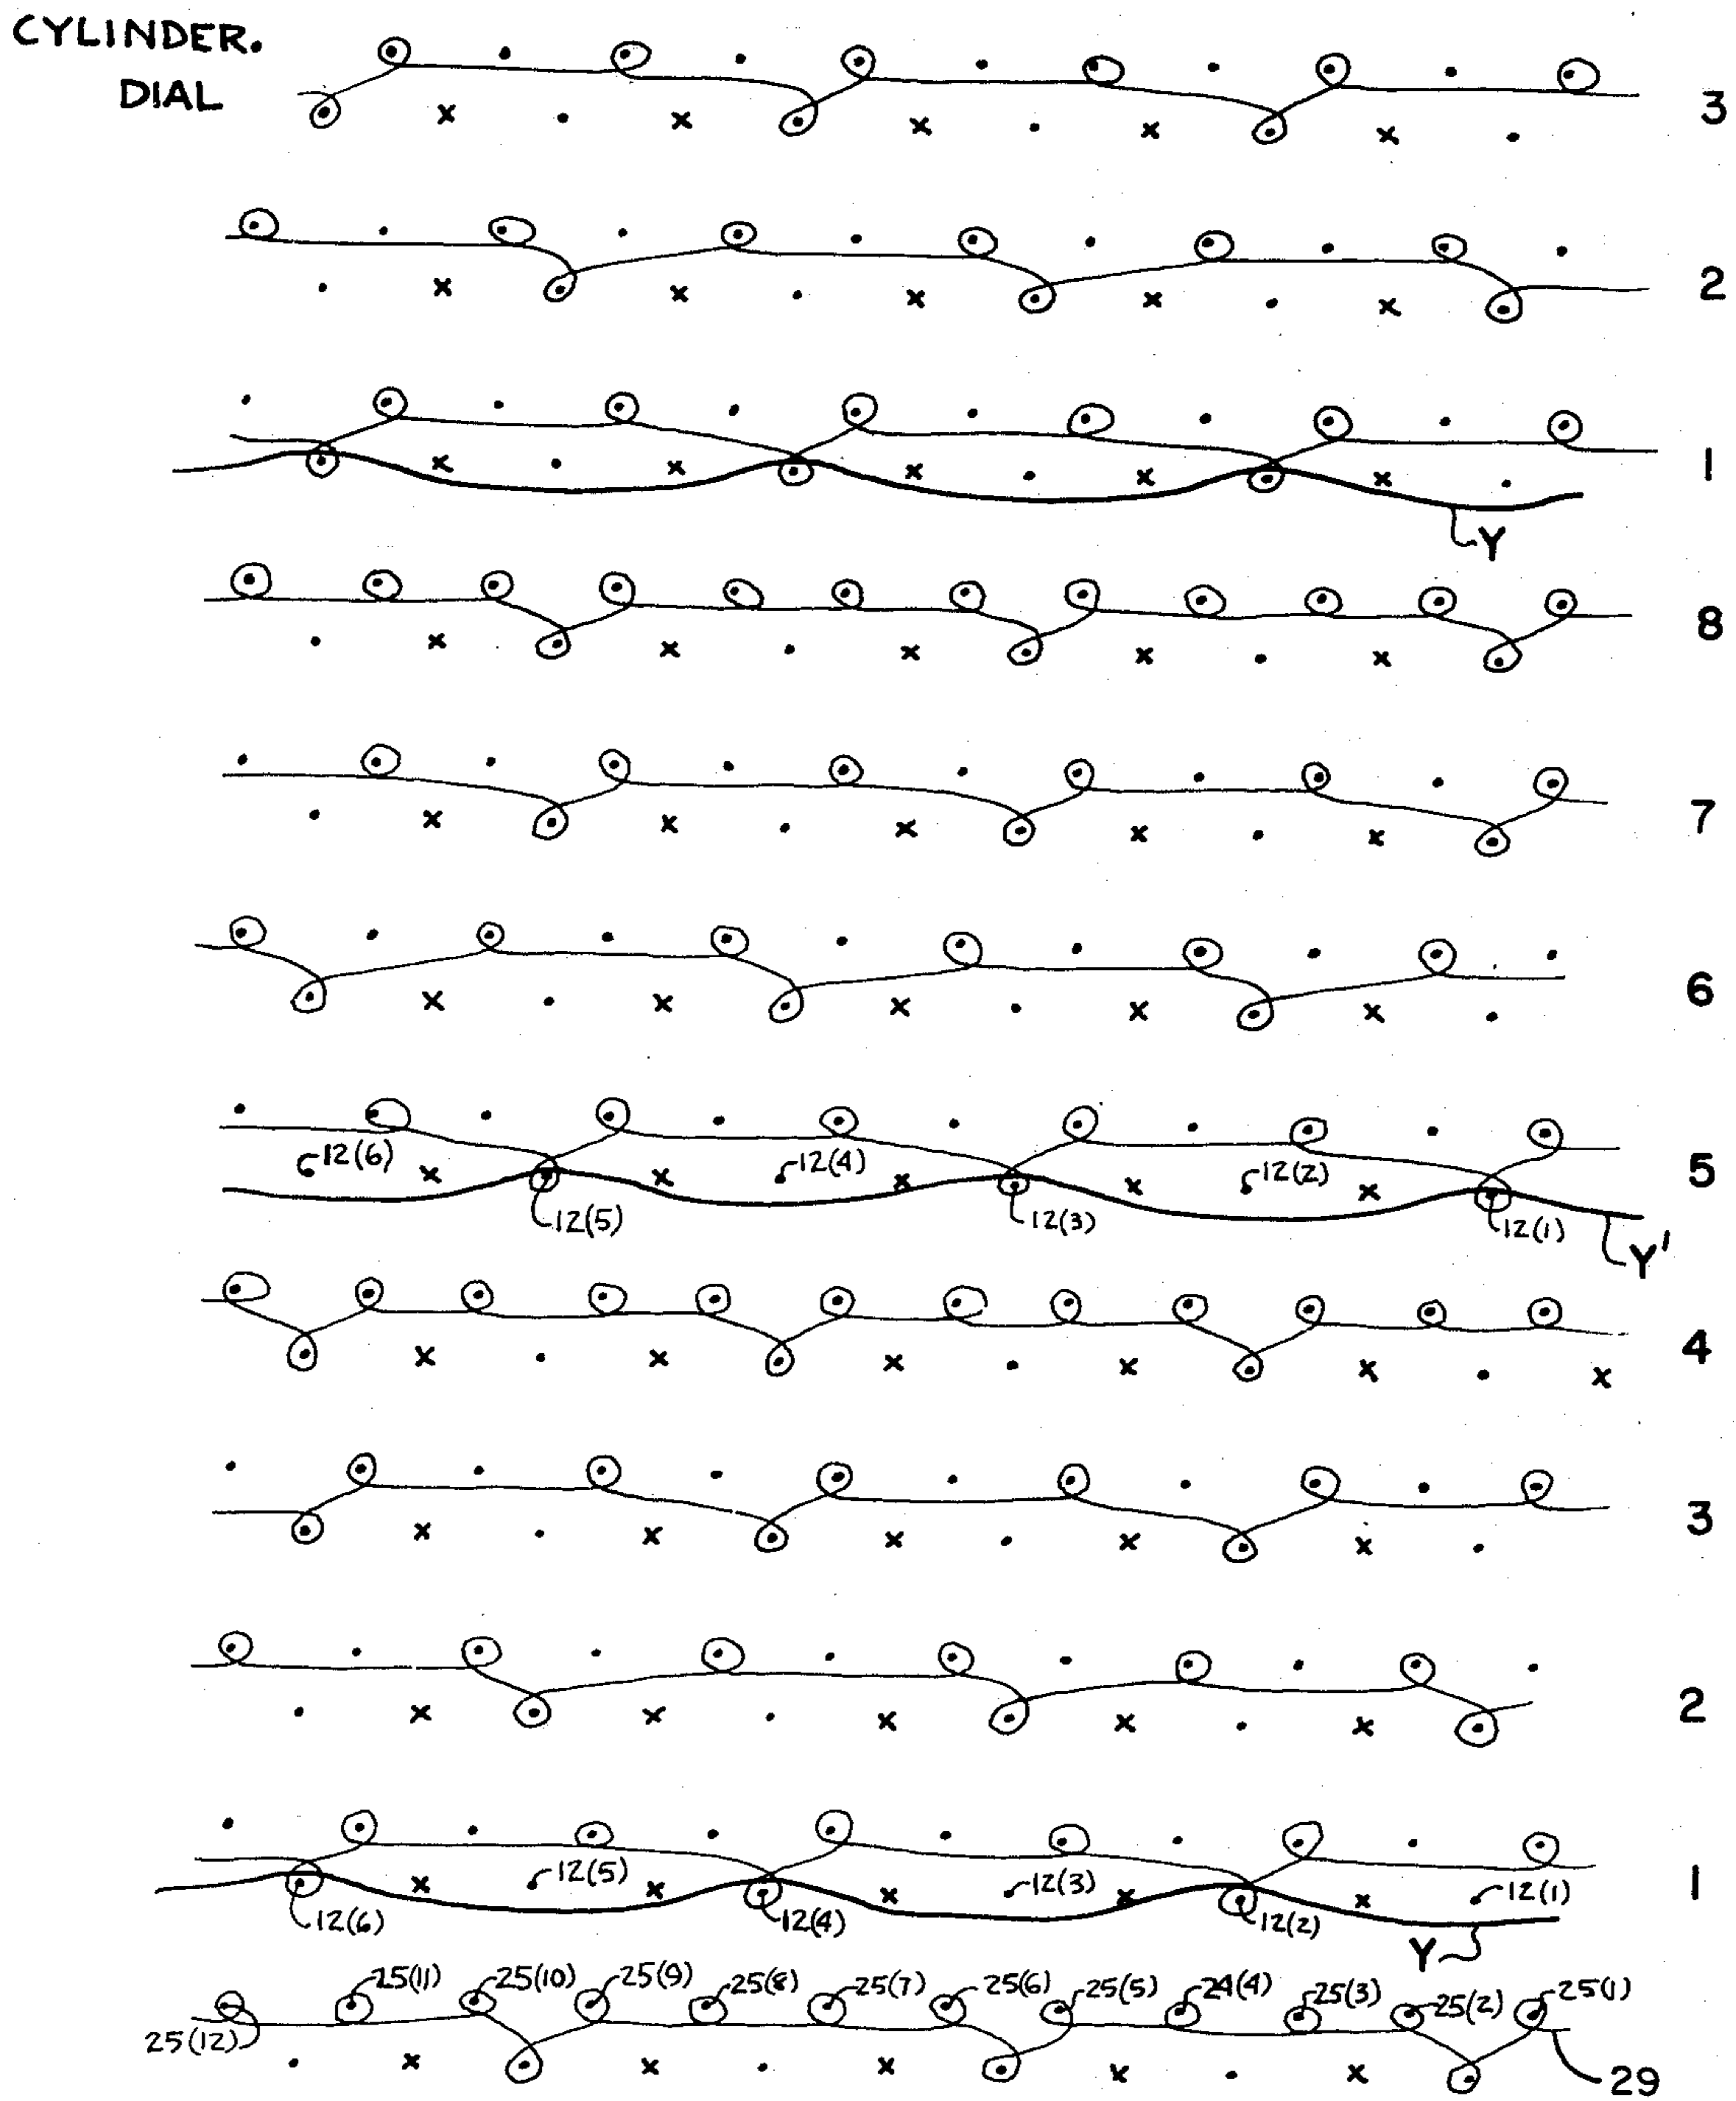 CYLINDER.
DIAL
3
2
1
Y
8
7
6
12(6) 12(4) 12(2) 5
12(5) 12(3) 12(1)
Y'
4
3
2
12(5) 12(3) 12(1) 1
12(6) 12(4) 12(2)
Y
25(11) 25(10) 25(9) 25(8) 25(7) 25(6) 25(5) 24(4) 25(3) 25(2) 25(1)
25(12)
29